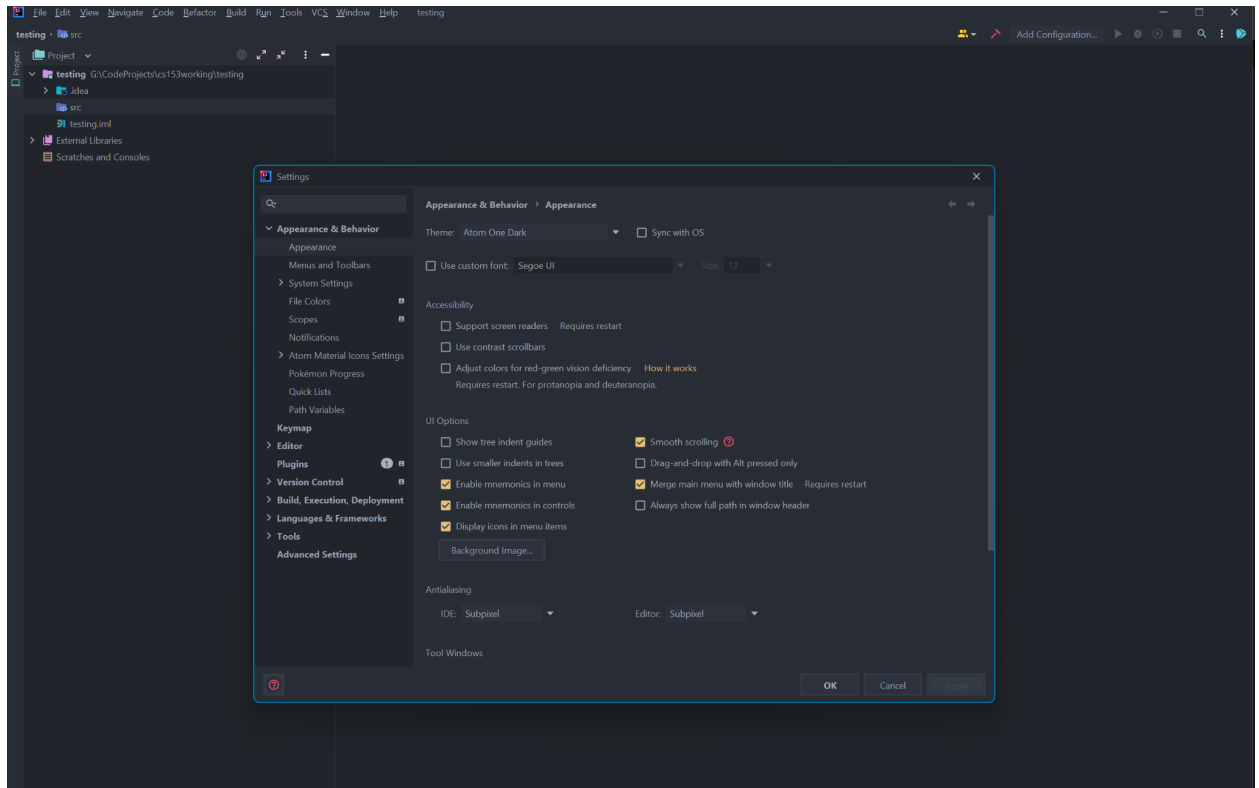 File Edit View Navigate Code Refactor Build Run Tools VCS Window Help testing
testing › src
Add Configuration...
Project
Project
testing G:\CodeProjects\cs153working\testing
.idea
src
testing.iml
External Libraries
Scratches and Consoles
Settings
Appearance & Behavior
Appearance
Menus and Toolbars
System Settings
File Colors
Scopes
Notifications
Atom Material Icons Settings
Pokémon Progress
Quick Lists
Path Variables
Keymap
Editor
Plugins 1
Version Control
Build, Execution, Deployment
Languages & Frameworks
Tools
Advanced Settings
Appearance & Behavior › Appearance
Theme: Atom One Dark Sync with OS
Use custom font: Segoe UI Size: 12
Accessibility
Support screen readers Requires restart
Use contrast scrollbars
Adjust colors for red-green vision deficiency How it works
Requires restart. For protanopia and deuteranopia.
UI Options
Show tree indent guides Smooth scrolling
Use smaller indents in trees Drag-and-drop with Alt pressed only
Enable mnemonics in menu Merge main menu with window title Requires restart
Enable mnemonics in controls Always show full path in window header
Display icons in menu items
Background Image...
Antialiasing
IDE: Subpixel Editor: Subpixel
Tool Windows
OK Cancel Apply